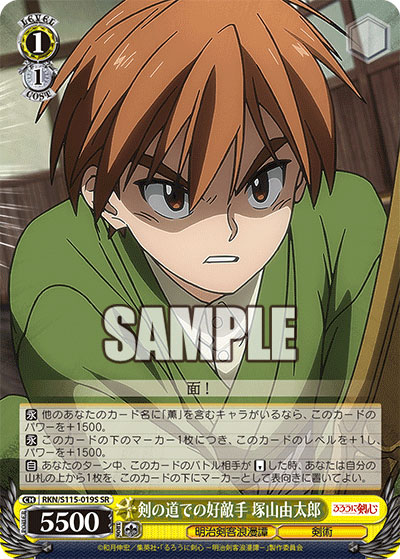 LEVEL
1
1
COST
SAMPLE
面！
永 他のあなたのカード名に「薫」を含むキャラがいるなら、このカードの
パワーを+1500。
永 このカードの下のマーカー1枚につき、このカードのレベルを+1し、
パワーを+1500。
自 あなたのターン中、このカードのバトル相手が【リバース】した時、あなたは自分
の山札の上から1枚を、このカードの下にマーカーとして表向きに置いてよい。
CH RKN/S115-019S SR
剣の道での好敵手 塚山由太郎
るろうに剣心
POWER
5500
明治剣客浪漫譚
剣術
©和月伸宏／集英社・「るろうに剣心 －明治剣客浪漫譚－」製作委員会